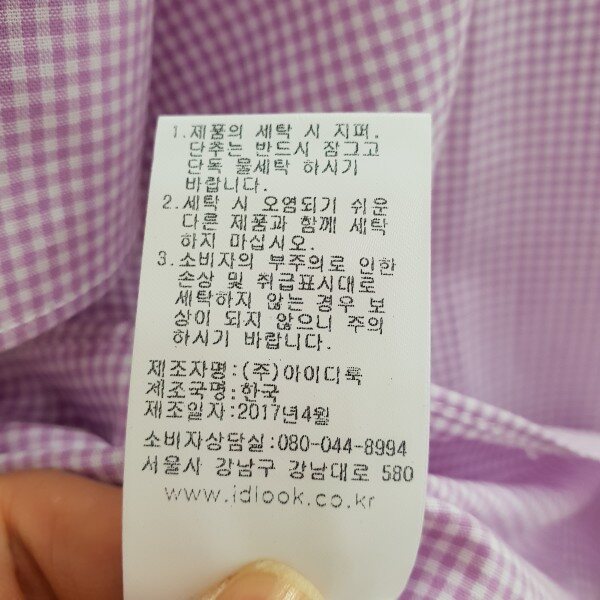 1.제품의 세탁 시 지퍼.
단추는 반드시 잠그고
단독 물세탁 하시기
바랍니다.
2.세탁 시 오염되기 쉬운
다른 제품과 함께 세탁
하지 마십시오.
3.소비자의 부주의로 인한
손상 및 취급표시대로
세탁하지 않는 경우 보
상이 되지 않으니 주의
하시기 바랍니다.
제조자명:(주)아이디룩
제조국명:한국
제조일자:2017년4월
소비자상담실:080-044-8994
서울시 강남구 강남대로 580
www.idlook.co.kr